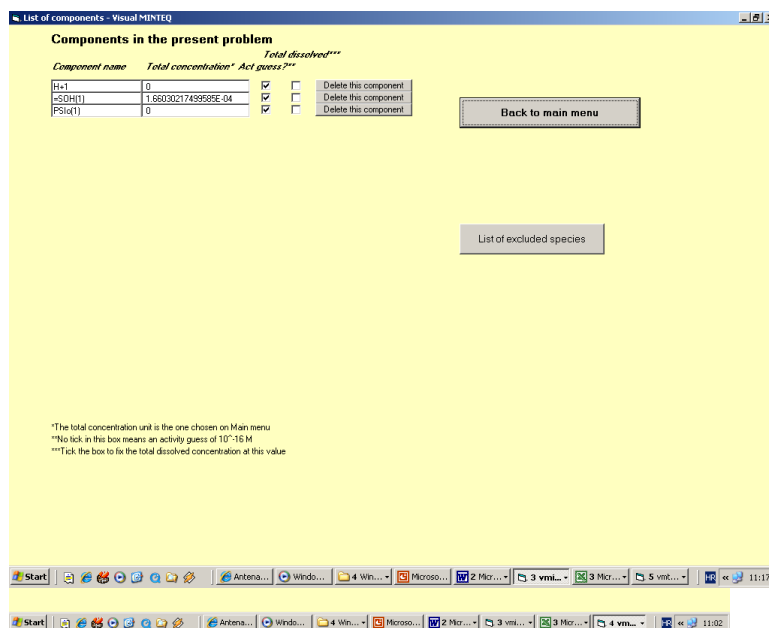 List of components - Visual MINTEQ
Components in the present problem
Total dissolved***
Component name Total concentration* Act guess?**
H+1 0 Delete this component
=SOH(1) 1.66030217499585E-04 Delete this component
PSIo(1) 0 Delete this component
Back to main menu
List of excluded species
*The total concentration unit is the one chosen on Main menu
**No tick in this box means an activity guess of 10^-16 M
***Tick the box to fix the total dissolved concentration at this value
Start Antena... Windo... 4 Win... Microso... 2 Micr... 3 vmi... 3 Micr... 5 vmt... HR « 11:17
Start Antena... Windo... 4 Win... Microso... 2 Micr... 3 vmi... 3 Micr... 4 vm... HR « 11:02